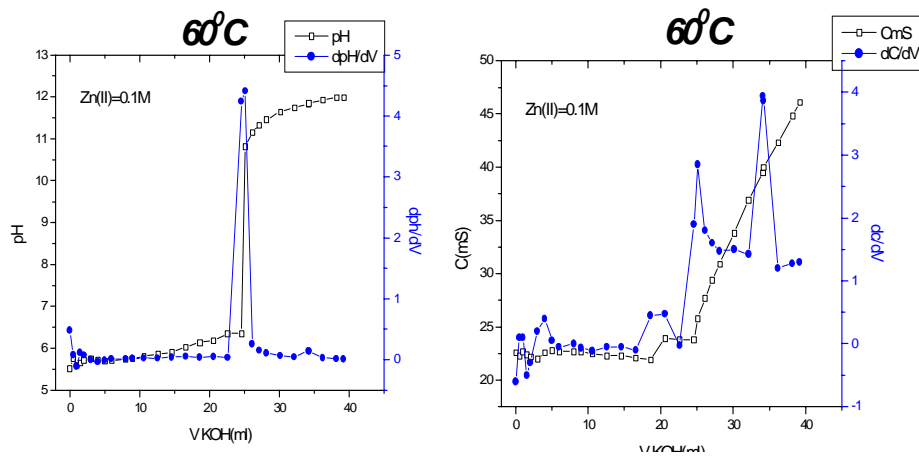 60⁰C
pH
dpH/dV
Zn(II)=0.1M
13
12
11
10
9
8
7
6
5
pH
5
4
3
2
1
0
dph/dV
0 10 20 30 40
V KOH(ml)
60⁰C
CmS
dC/dV
Zn(II)=0.1M
45
40
35
30
25
20
C(mS)
4
3
2
1
0
-1
dc/dV
0 10 20 30 40
V KOH(ml)